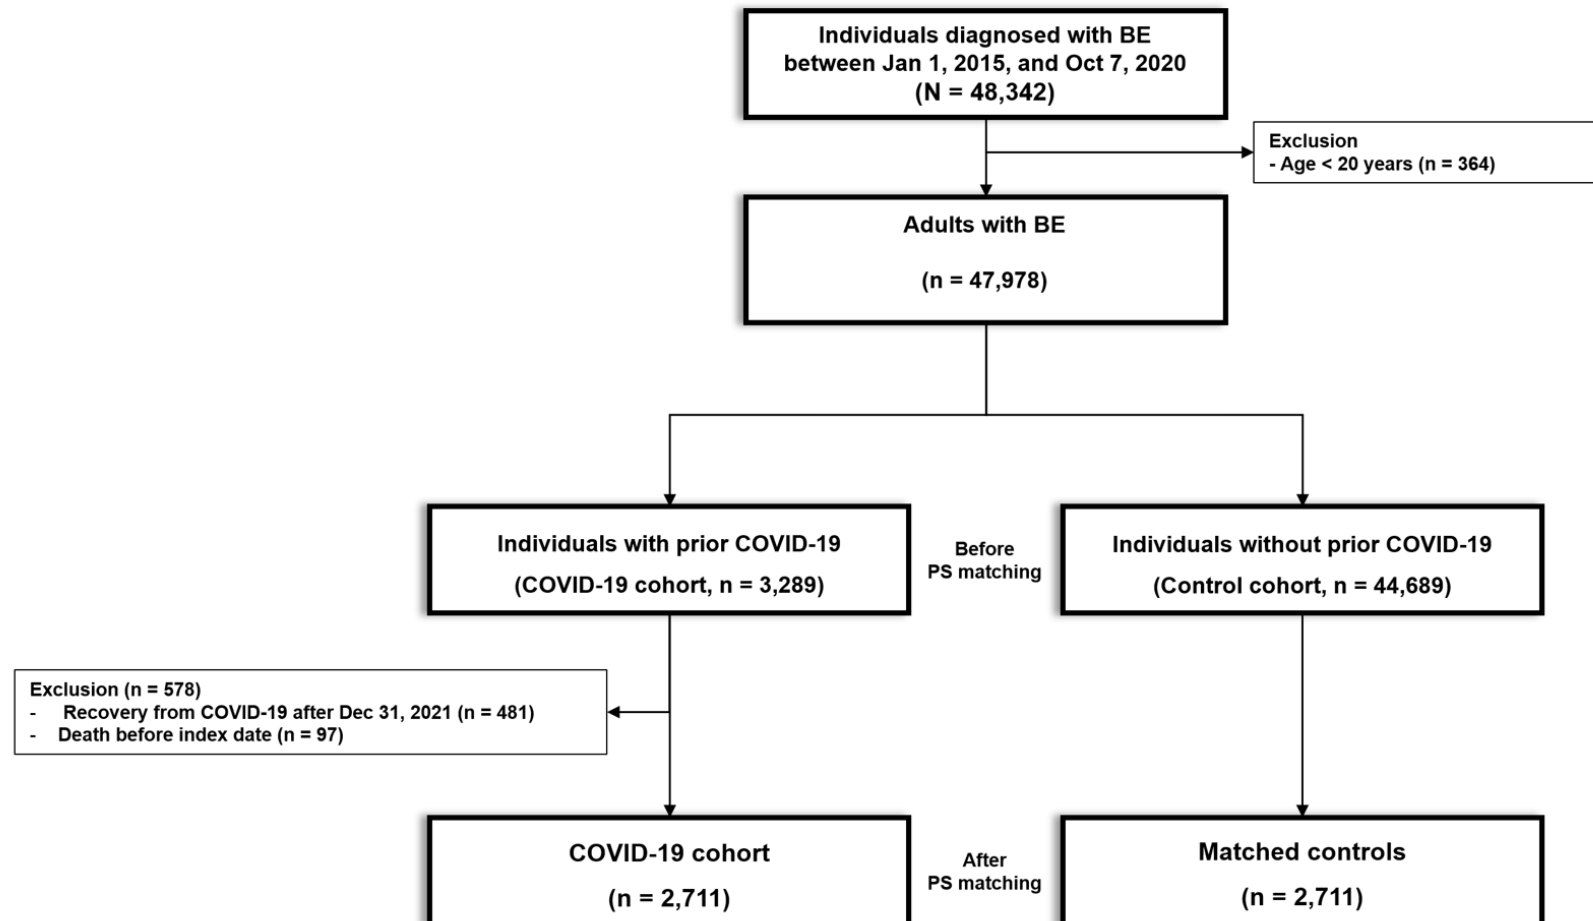 Individuals diagnosed with BE
between Jan 1, 2015, and Oct 7, 2020
(N = 48,342)
Exclusion
- Age < 20 years (n = 364)
Adults with BE
(n = 47,978)
Individuals with prior COVID-19
(COVID-19 cohort, n = 3,289)
Before
PS matching
Individuals without prior COVID-19
(Control cohort, n = 44,689)
Exclusion (n = 578)
- Recovery from COVID-19 after Dec 31, 2021 (n = 481)
- Death before index date (n = 97)
COVID-19 cohort
(n = 2,711)
After
PS matching
Matched controls
(n = 2,711)